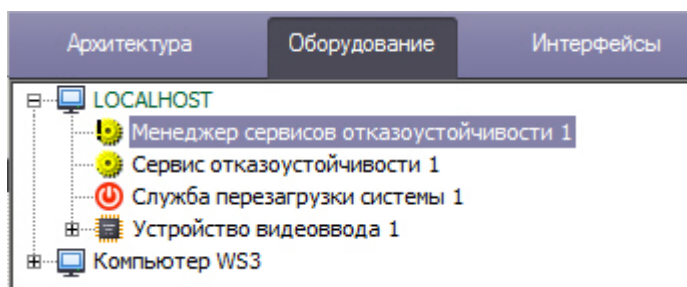 Архитектура Оборудование Интерфейсы
LOCALHOST
Менеджер сервисов отказоустойчивости 1
Сервис отказоустойчивости 1
Служба перезагрузки системы 1
Устройство видеоввода 1
Компьютер WS3